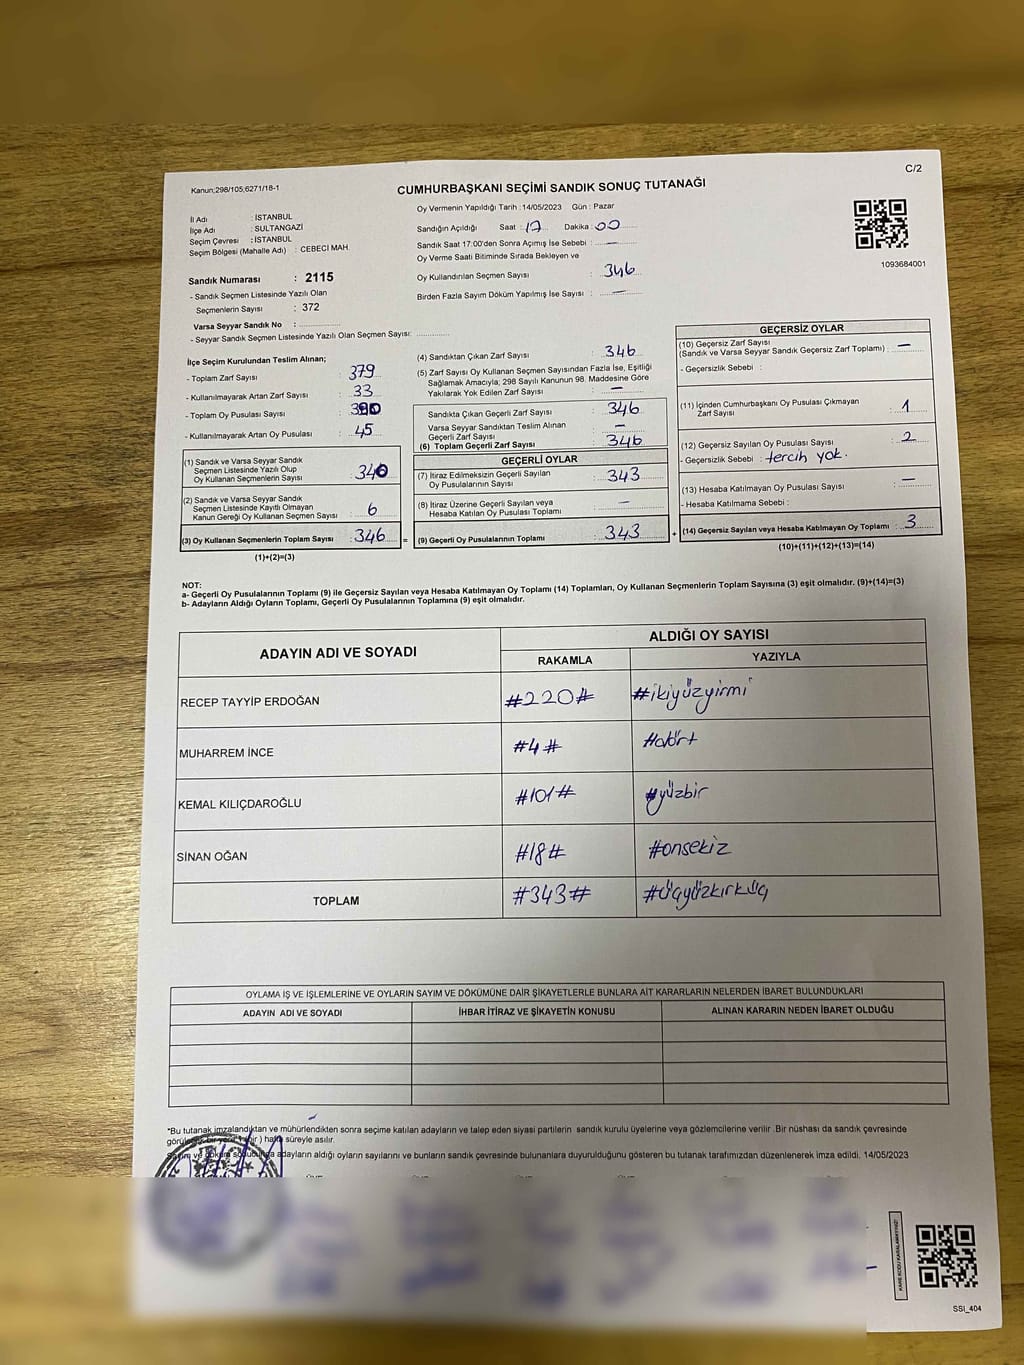 C/2
Kanun;298/105,6271/18-1
CUMHURBAŞKANI SEÇİMİ SANDIK SONUÇ TUTANAĞI
İl Adı : İSTANBUL
İlçe Adı : SULTANGAZİ
Seçim Çevresi : İSTANBUL
Seçim Bölgesi (Mahalle Adı) : CEBECİ MAH.
Sandık Numarası : 2115
- Sandık Seçmen Listesinde Yazılı Olan
Seçmenlerin Sayısı : 372
Varsa Seyyar Sandık No :
- Seyyar Sandık Seçmen Listesinde Yazılı Olan Seçmen Sayısı:
Oy Vermenin Yapıldığı Tarih :14/05/2023 Gün : Pazar
Sandığın Açıldığı Saat : 17 Dakika : 00
Sandık Saat 17:00'den Sonra Açımış İse Sebebi : —
Oy Verme Saati Bitiminde Sırada Bekleyen ve
Oy Kullandırılan Seçmen Sayısı : 346
Birden Fazla Sayım Döküm Yapılmış İse Sayısı : —
1093684001
İlçe Seçim Kurulundan Teslim Alınan;
- Toplam Zarf Sayısı : 379
- Kullanılmayarak Artan Zarf Sayısı : 33
- Toplam Oy Pusulası Sayısı :
- Kullanılmayarak Artan Oy Pusulası : 45
(1) Sandık ve Varsa Seyyar Sandık
Seçmen Listesinde Yazılı Olup
Oy Kullanan Seçmenlerin Sayısı : 340
(2) Sandık ve Varsa Seyyar Sandık
Seçmen Listesinde Kayıtlı Olmayan
Kanun Gereği Oy Kullanan Seçmen Sayısı : 6
(3) Oy Kullanan Seçmenlerin Toplam Sayısı : 346
(1)+(2)=(3)
(4) Sandıktan Çıkan Zarf Sayısı : 346
(5) Zarf Sayısı Oy Kullanan Seçmen Sayısından Fazla İse, Eşitliği
Sağlamak Amacıyla; 298 Sayılı Kanunun 98. Maddesine Göre
Yakılarak Yok Edilen Zarf Sayısı : —
Sandıkta Çıkan Geçerli Zarf Sayısı : 346
Varsa Seyyar Sandıktan Teslim Alınan
Geçerli Zarf Sayısı : —
(6) Toplam Geçerli Zarf Sayısı : 346
GEÇERLİ OYLAR
(7) İtiraz Edilmeksizin Geçerli Sayılan
Oy Pusulalarının Sayısı : 343
(8) İtiraz Üzerine Geçerli Sayılan veya
Hesaba Katılan Oy Pusulası Toplamı : —
= (9) Geçerli Oy Pusulalarının Toplamı : 343
GEÇERSİZ OYLAR
(10) Geçersiz Zarf Sayısı
(Sandık ve Varsa Seyyar Sandık Geçersiz Zarf Toplamı) : —
- Geçersizlik Sebebi :
(11) İçinden Cumhurbaşkanı Oy Pusulası Çıkmayan
Zarf Sayısı : 1
(12) Geçersiz Sayılan Oy Pusulası Sayısı : 2
- Geçersizlik Sebebi : tercih yok.
(13) Hesaba Katılmayan Oy Pusulası Sayısı : —
- Hesaba Katılmama Sebebi :
+ (14) Geçersiz Sayılan veya Hesaba Katılmayan Oy Toplamı : 3
(10)+(11)+(12)+(13)=(14)
NOT:
a- Geçerli Oy Pusulalarının Toplamı (9) ile Geçersiz Sayılan veya Hesaba Katılmayan Oy Toplamı (14) Toplamları, Oy Kullanan Seçmenlerin Toplam Sayısına (3) eşit olmalıdır. (9)+(14)=(3)
b- Adayların Aldığı Oyların Toplamı, Geçerli Oy Pusulalarının Toplamına (9) eşit olmalıdır.
ADAYIN ADI VE SOYADI ALDIĞI OY SAYISI
RAKAMLA YAZIYLA
RECEP TAYYİP ERDOĞAN #220# #ikiyüzyirmi
MUHARREM İNCE #4# #dört
KEMAL KILIÇDAROĞLU #101# #yüzbir
SİNAN OĞAN #18# #onsekiz
TOPLAM #343# #Üçyüzkırküç
OYLAMA İŞ VE İŞLEMLERİNE VE OYLARIN SAYIM VE DÖKÜMÜNE DAİR ŞİKAYETLERLE BUNLARA AİT KARARLARIN NELERDEN İBARET BULUNDUKLARI
ADAYIN ADI VE SOYADI İHBAR İTİRAZ VE ŞİKAYETİN KONUSU ALINAN KARARIN NEDEN İBARET OLDUĞU
*Bu tutanak imzalandıktan ve mühürlendikten sonra seçime katılan adayların ve talep eden siyasi partilerin sandık kurulu üyelerine veya gözlemcilerine verilir .Bir nüshası da sandık çevresinde
bir hafta süreyle asılır.
adayların aldığı oyların sayılarını ve bunların sandık çevresinde bulunanlara duyurulduğunu gösteren bu tutanak tarafımızdan düzenlenerek imza edildi. 14/05/2023
KARE KODU KARALAMAYINIZ!
SSI_404